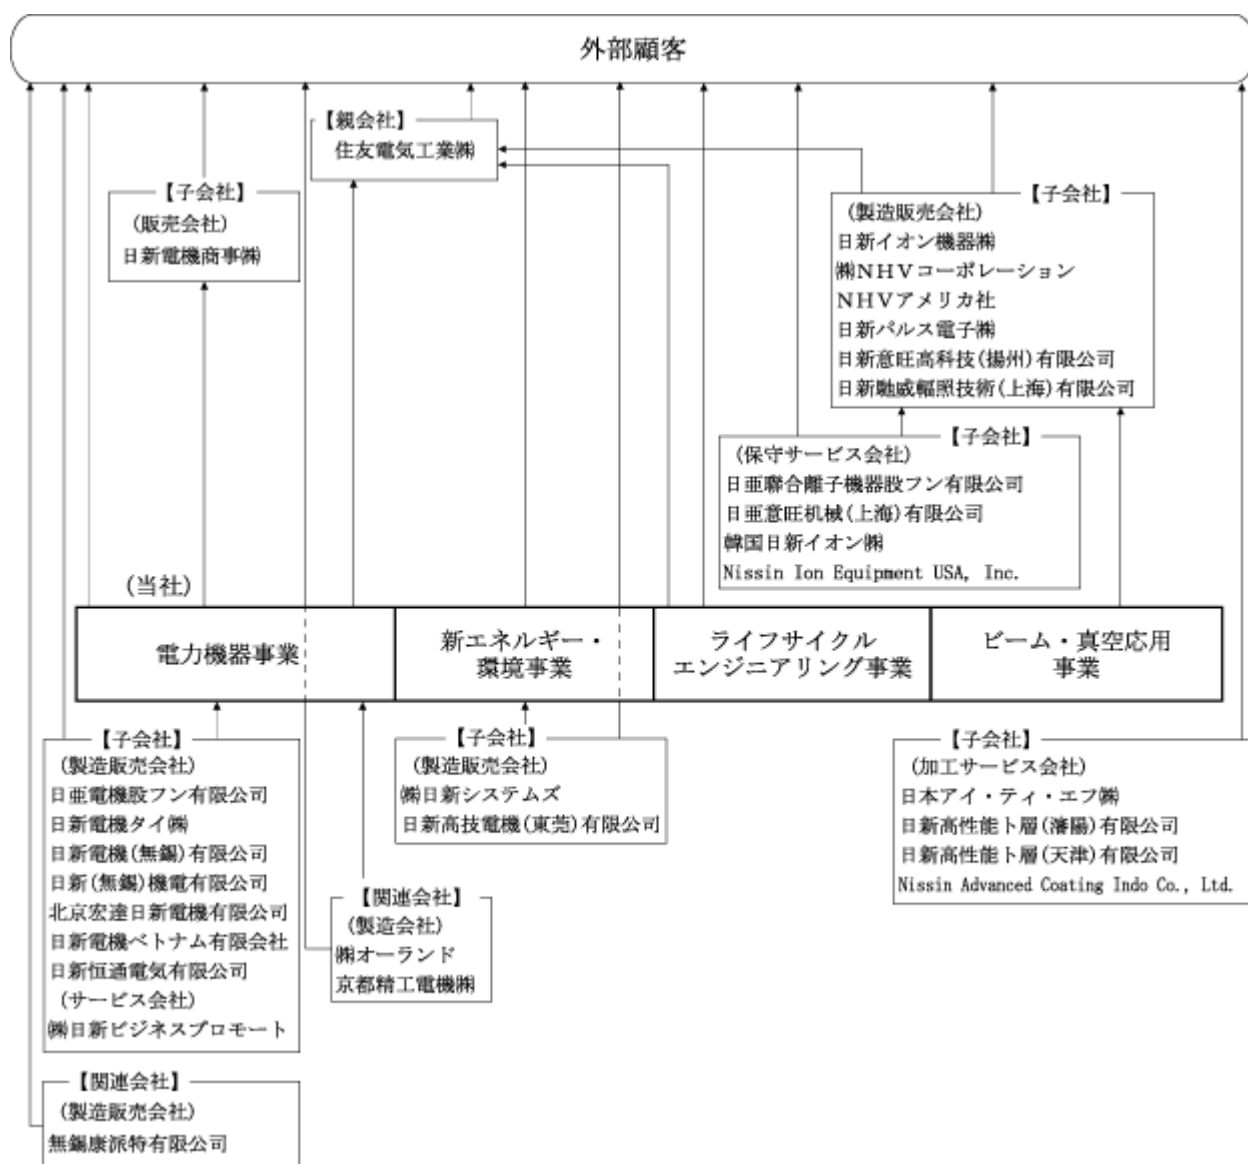 外部顧客
【親会社】
住友電気工業㈱
【子会社】
(販売会社)
日新電機商事㈱
【子会社】
(製造販売会社)
日新イオン機器㈱
㈱NHVコーポレーション
NHVアメリカ社
日新パルス電子㈱
日新意旺高科技(揚州)有限公司
日新馳威輻照技術(上海)有限公司
【子会社】
(保守サービス会社)
日亜聯合離子機器股フン有限公司
日亜意旺机械(上海)有限公司
韓国日新イオン㈱
Nissin Ion Equipment USA, Inc.
(当社)
電力機器事業
新エネルギー・
環境事業
ライフサイクル
エンジニアリング事業
ビーム・真空応用
事業
【子会社】
(製造販売会社)
日亜電機股フン有限公司
日新電機タイ㈱
日新電機(無錫)有限公司
日新(無錫)機電有限公司
北京宏達日新電機有限公司
日新電機ベトナム有限会社
日新恒通電気有限公司
(サービス会社)
㈱日新ビジネスプロモート
【子会社】
(製造販売会社)
㈱日新システムズ
日新高技電機(東莞)有限公司
【関連会社】
(製造会社)
㈱オーランド
京都精工電機㈱
【子会社】
(加工サービス会社)
日本アイ・ティ・エフ㈱
日新高性能ト層(瀋陽)有限公司
日新高性能ト層(天津)有限公司
Nissin Advanced Coating Indo Co., Ltd.
【関連会社】
(製造販売会社)
無錫康派特有限公司